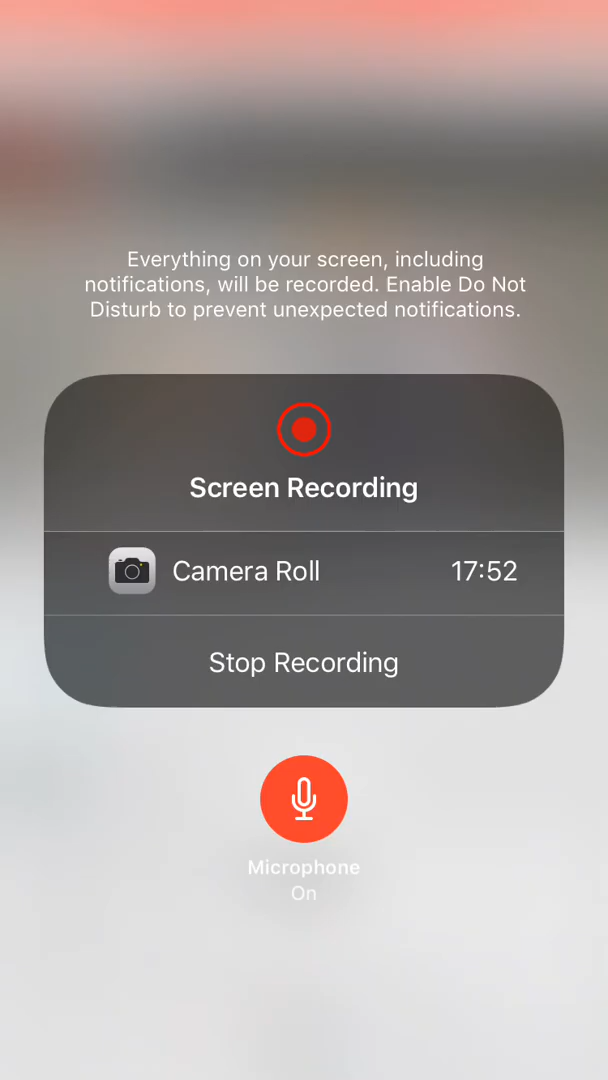 Everything on your screen, including
notifications, will be recorded. Enable Do Not
Disturb to prevent unexpected notifications.
Screen Recording
Camera Roll 17:52
Stop Recording
Microphone
On